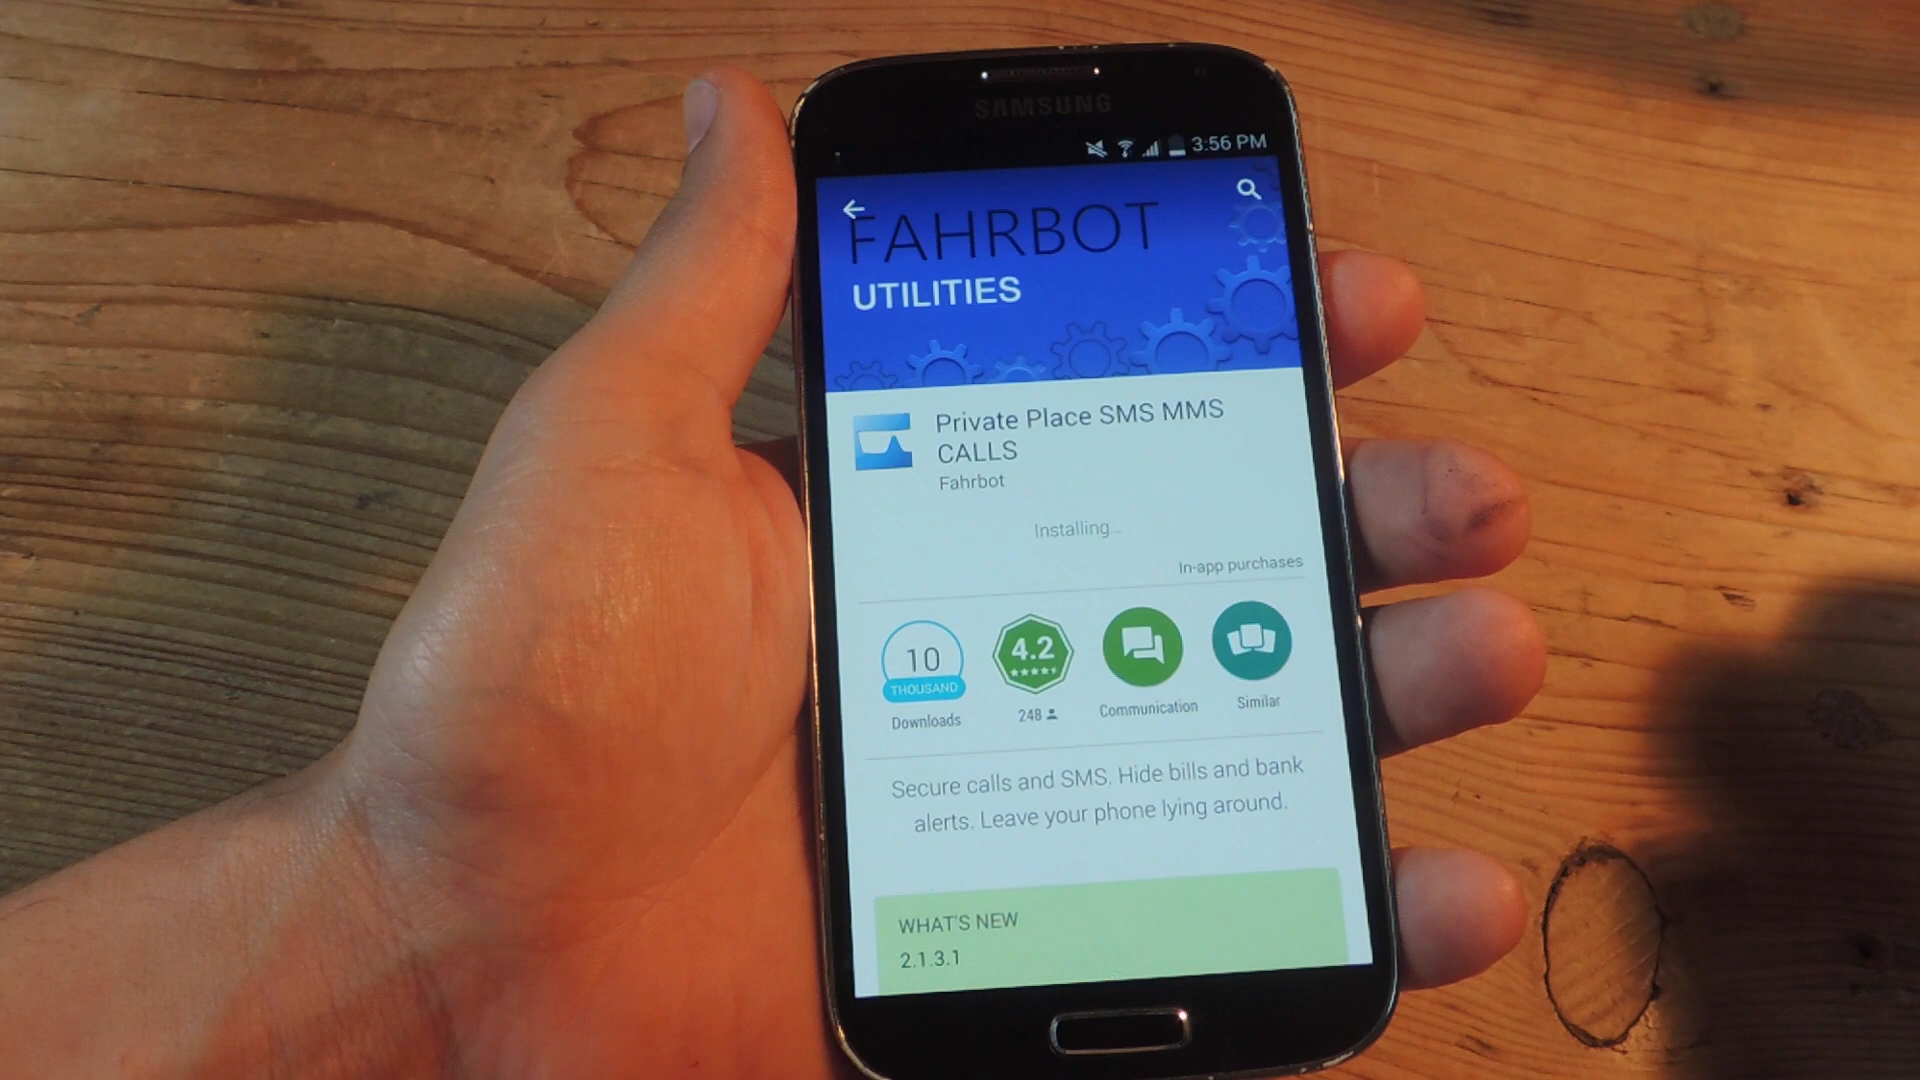 SAMSUNG
3:56 PM
FAHRBOT
UTILITIES
Private Place SMS MMS
CALLS
Fahrbot
Installing...
In-app purchases
10
THOUSAND
Downloads
4.2
248
Communication
Similar
Secure calls and SMS. Hide bills and bank
alerts. Leave your phone lying around.
WHAT'S NEW
2.1.3.1